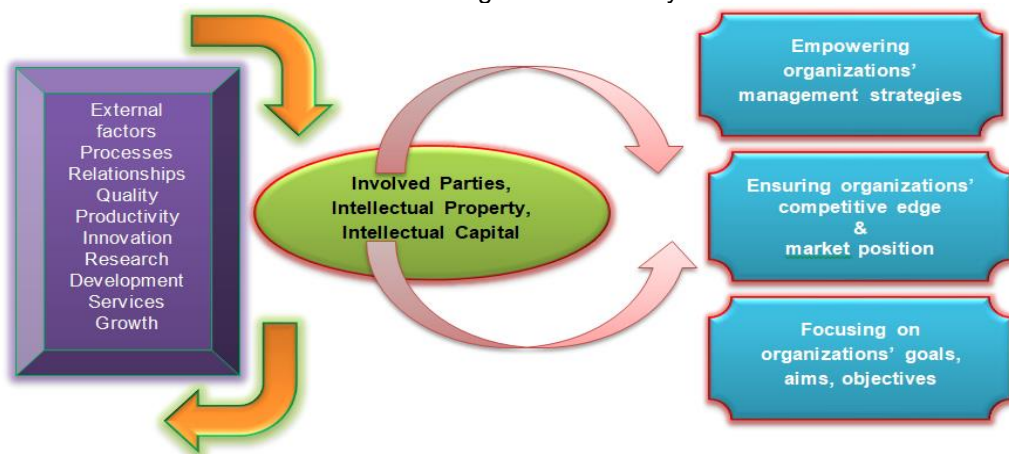 External
factors
Processes
Relationships
Quality
Productivity
Innovation
Research
Development
Services
Growth
Involved Parties,
Intellectual Property,
Intellectual Capital
Empowering
organizations’
management strategies
Ensuring organizations’
competitive edge
&
market position
Focusing on
organizations’ goals,
aims, objectives